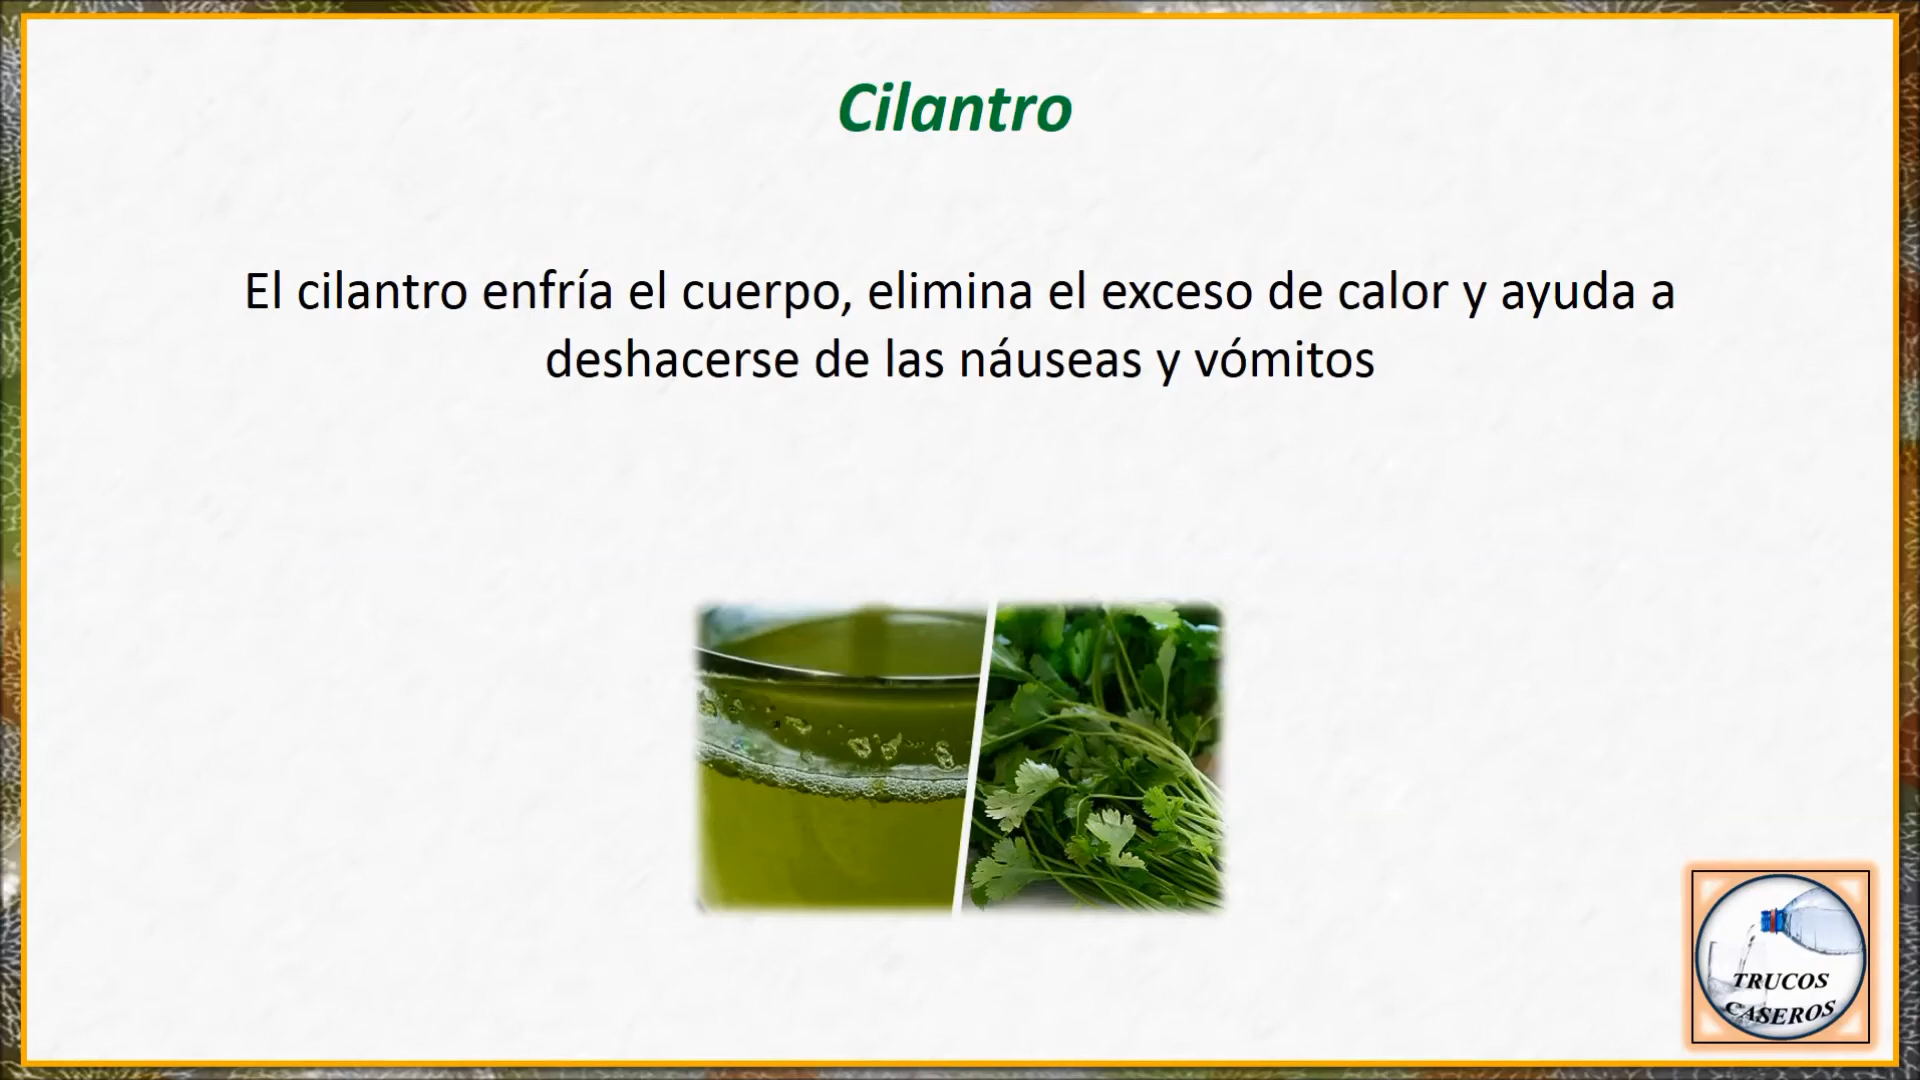 Cilantro
El cilantro enfría el cuerpo, elimina el exceso de calor y ayuda a
deshacerse de las náuseas y vómitos
TRUCOS
CASEROS